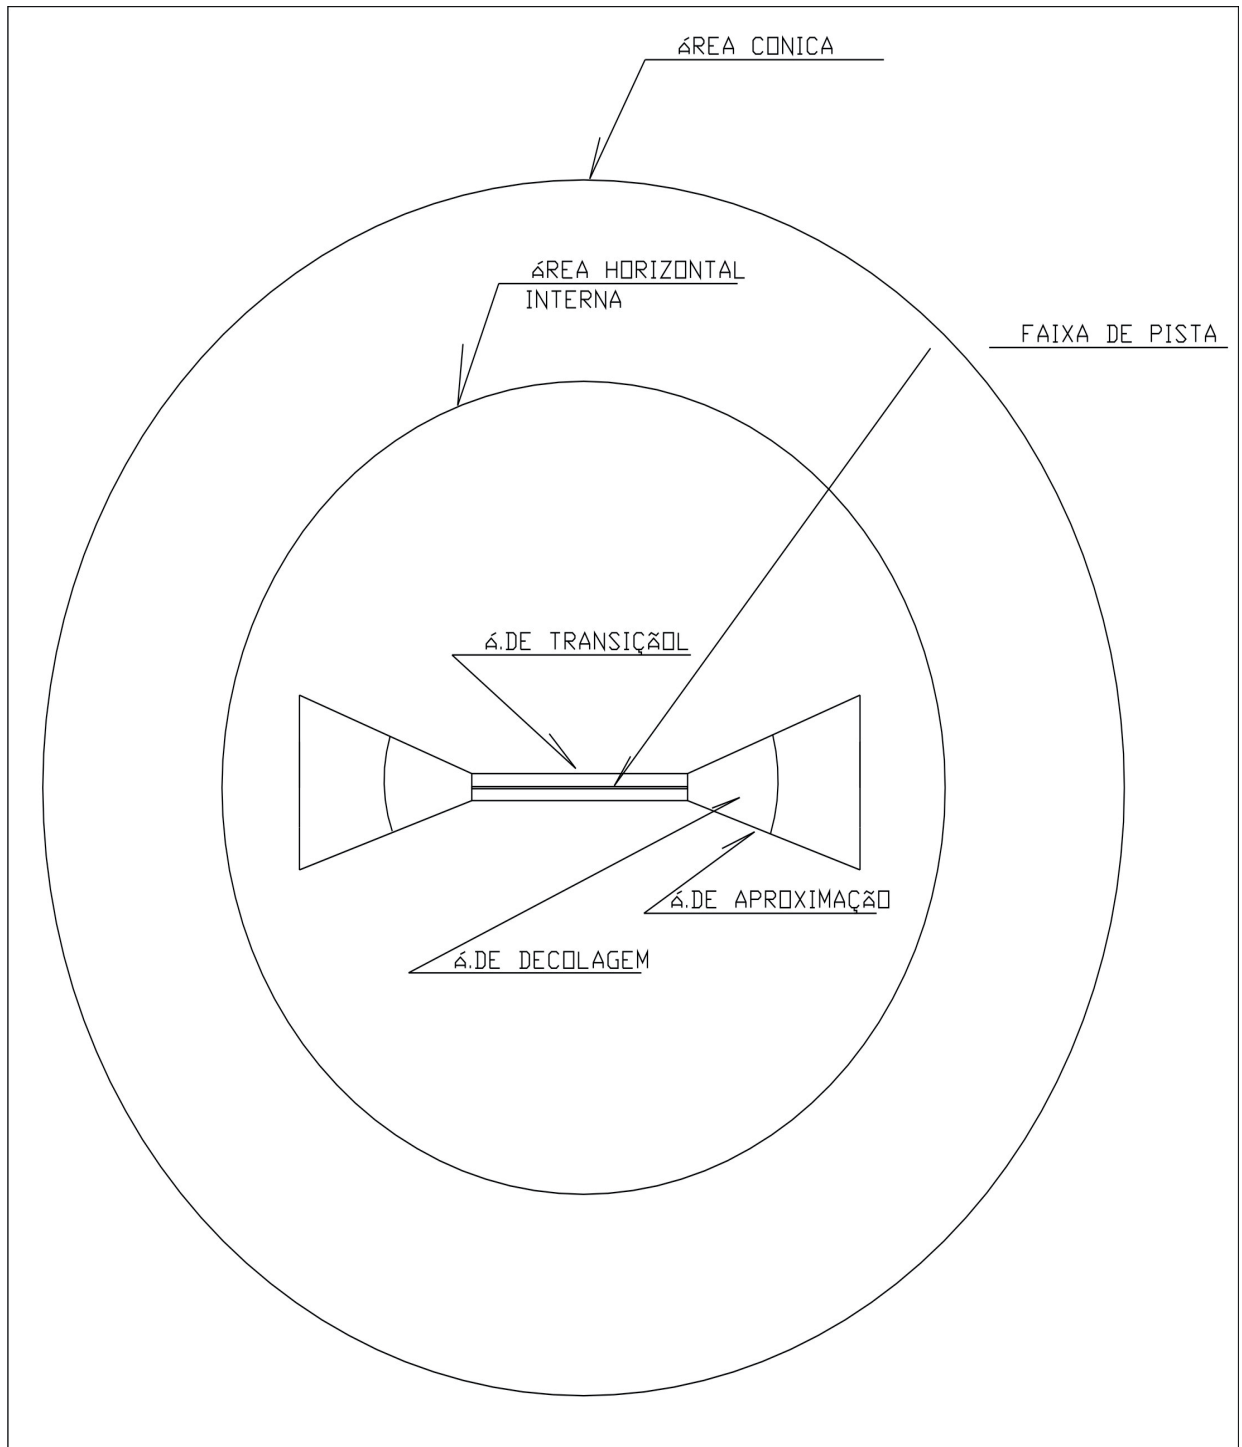 áREA CONICA
áREA HORIZONTAL
INTERNA
FAIXA DE PISTA
á.DE TRANSIÇÃOL
á.DE APROXIMAÇÃO
á.DE DECOLAGEM